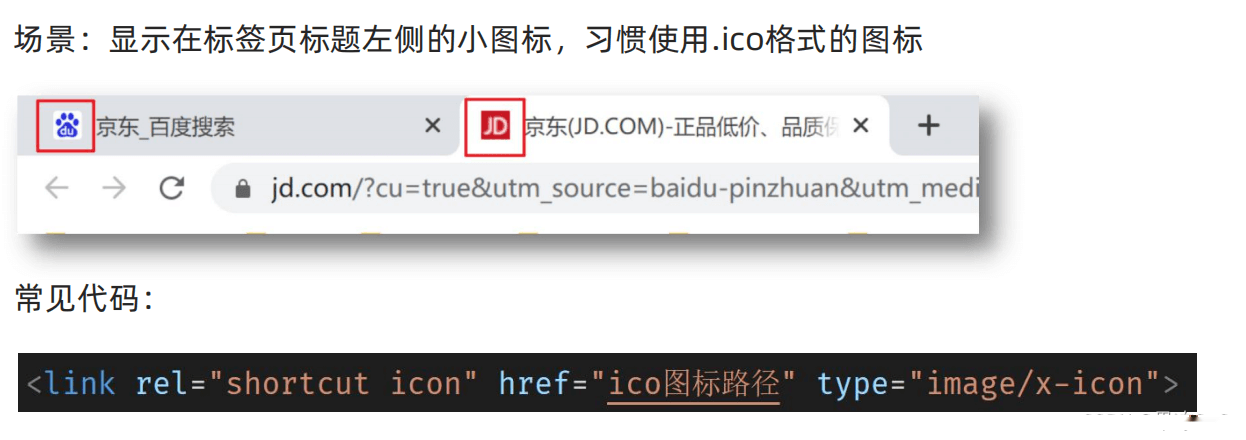 场景：显示在标签页标题左侧的小图标，习惯使用.ico格式的图标
du 京东_百度搜索 × JD 京东(JD.COM)-正品低价、品质保 × +
jd.com/?cu=true&utm_source=baidu-pinzhuan&utm_medi
常见代码：
<link rel="shortcut icon" href="ico图标路径" type="image/x-icon">